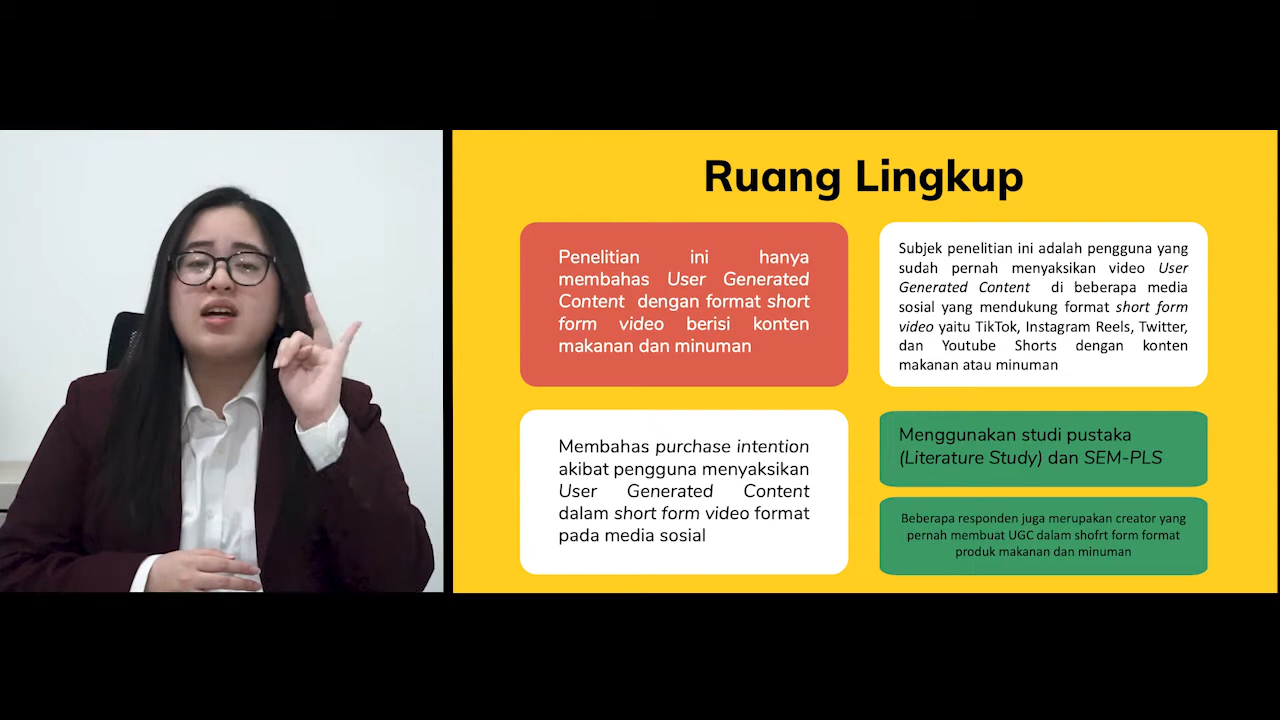 Ruang Lingkup
Penelitian ini hanya
membahas User Generated
Content dengan format short
form video berisi konten
makanan dan minuman
Subjek penelitian ini adalah pengguna yang
sudah pernah menyaksikan video User
Generated Content di beberapa media
sosial yang mendukung format short form
video yaitu TikTok, Instagram Reels, Twitter,
dan Youtube Shorts dengan konten
makanan atau minuman
Membahas purchase intention
akibat pengguna menyaksikan
User Generated Content
dalam short form video format
pada media sosial
Menggunakan studi pustaka
(Literature Study) dan SEM-PLS
Beberapa responden juga merupakan creator yang
pernah membuat UGC dalam shofrt form format
produk makanan dan minuman